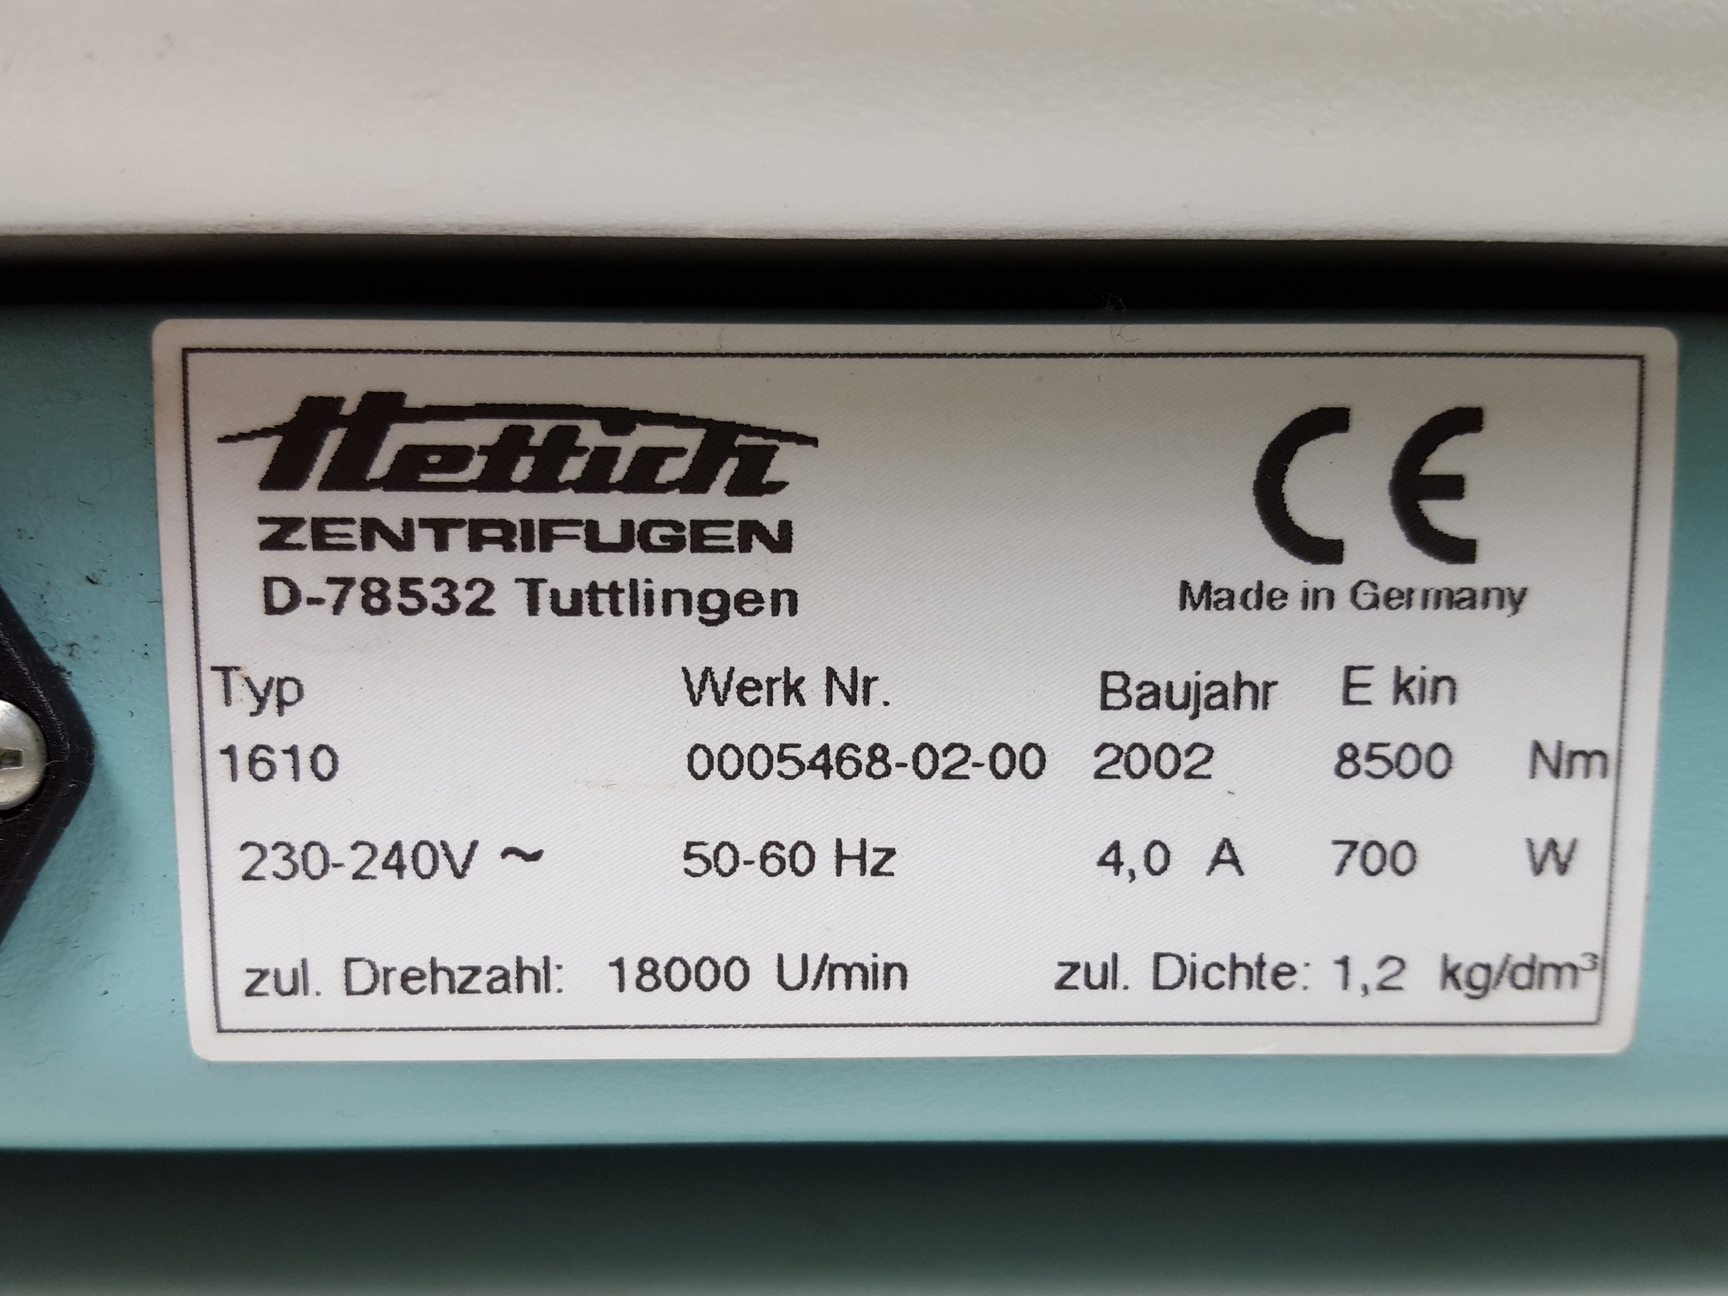 Hettich
ZENTRIFUGEN
D-78532 Tuttlingen
CE
Made in Germany
Typ Werk Nr. Baujahr E kin
1610 0005468-02-00 2002 8500 Nm
230-240V ~ 50-60 Hz 4,0 A 700 W
zul. Drehzahl: 18000 U/min zul. Dichte: 1,2 kg/dm³